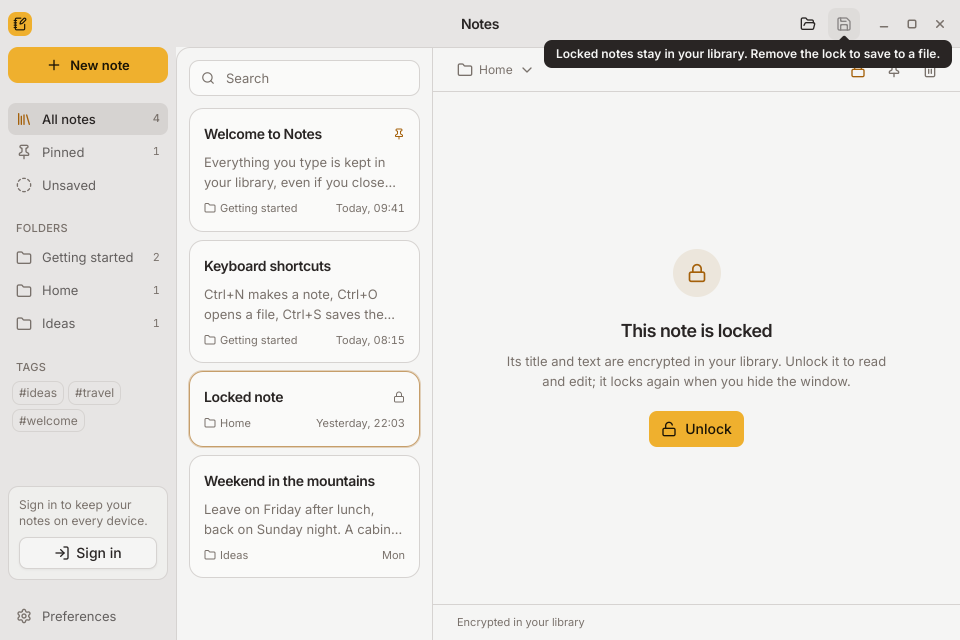 Notes
New note
Locked notes stay in your library. Remove the lock to save to a file.
All notes 4
Pinned 1
Unsaved
FOLDERS
Getting started 2
Home 1
Ideas 1
TAGS
#ideas #travel
#welcome
Sign in to keep your
notes on every device.
Sign in
Preferences
Search
Welcome to Notes
Everything you type is kept in
your library, even if you close...
Getting started Today, 09:41
Keyboard shortcuts
Ctrl+N makes a note, Ctrl+O
opens a file, Ctrl+S saves the...
Getting started Today, 08:15
Locked note
Home Yesterday, 22:03
Weekend in the mountains
Leave on Friday after lunch,
back on Sunday night. A cabin...
Ideas Mon
Home
This note is locked
Its title and text are encrypted in your library. Unlock it to read
and edit; it locks again when you hide the window.
Unlock
Encrypted in your library